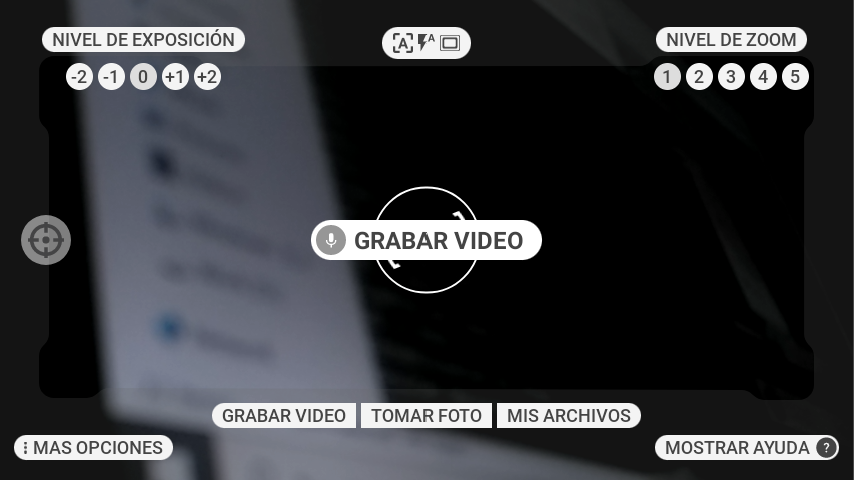 NIVEL DE EXPOSICIÓN
-2 -1 0 +1 +2
A A
NIVEL DE ZOOM
1 2 3 4 5
GRABAR VIDEO
GRABAR VIDEO TOMAR FOTO MIS ARCHIVOS
MAS OPCIONES
MOSTRAR AYUDA ?